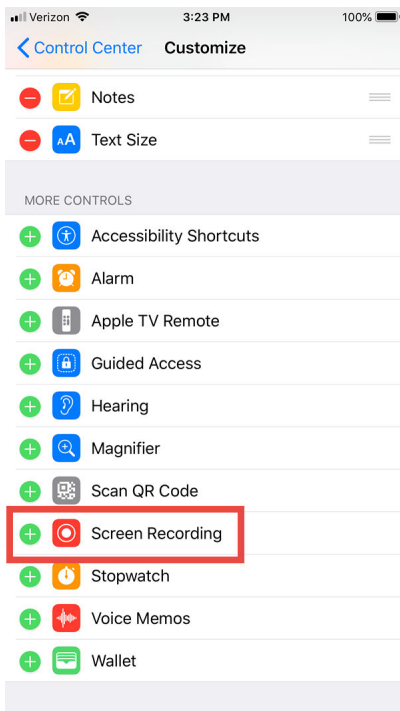 Verizon 3:23 PM 100%
Control Center Customize
Notes
AA Text Size
MORE CONTROLS
Accessibility Shortcuts
Alarm
Apple TV Remote
Guided Access
Hearing
Magnifier
Scan QR Code
Screen Recording
Stopwatch
Voice Memos
Wallet